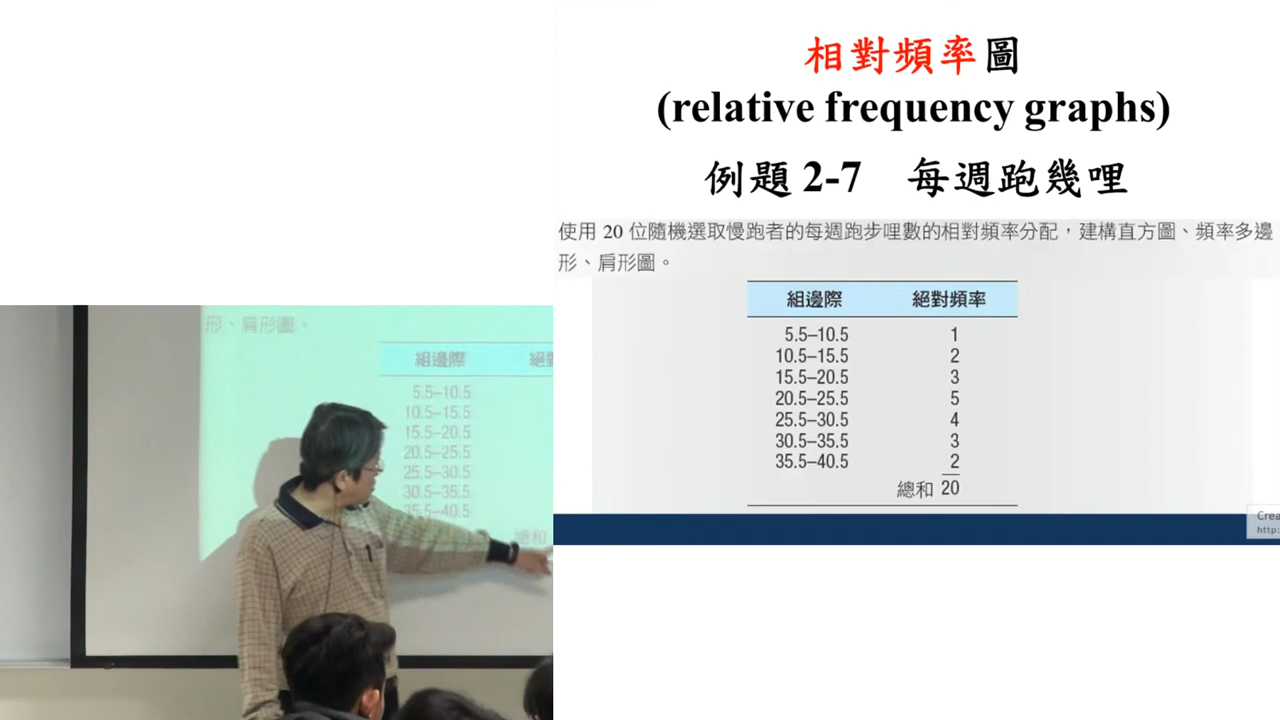 相對頻率圖
(relative frequency graphs)
例題 2-7 每週跑幾哩
使用 20 位隨機選取慢跑者的每週跑步哩數的相對頻率分配，建構直方圖、頻率多邊
形、肩形圖。
組邊際 絕對頻率
5.5–10.5 1
10.5–15.5 2
15.5–20.5 3
20.5–25.5 5
25.5–30.5 4
30.5–35.5 3
35.5–40.5 2
總和 20
Crea
http:
形、肩形圖。
組邊際 絕對
5.5–10.5
10.5–15.5
15.5–20.5
20.5–25.5
25.5–30.5
30.5–35.5
35.5–40.5
總和